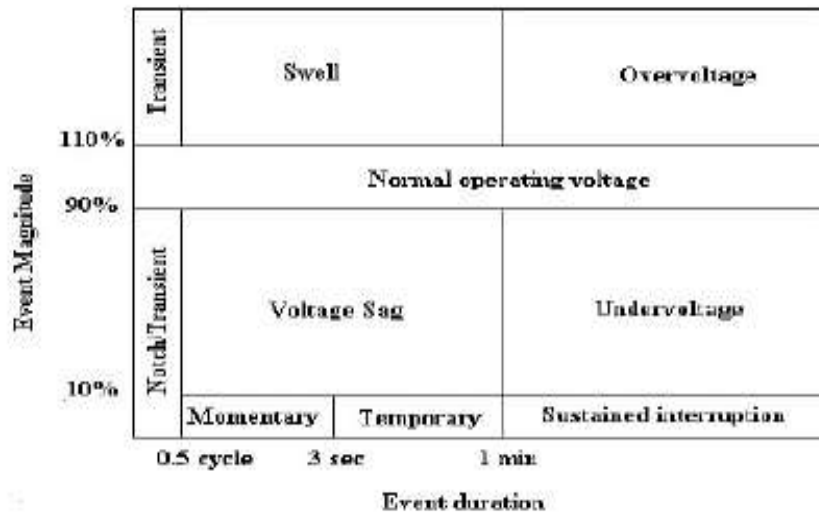 Transient
Swell
Overvoltage
110%
Normal operating voltage
90%
Event Magnitude
Notch/Transient
Voltage Sag
Undervoltage
10%
Momentary
Temporary
Sustained interruption
0.5 cycle
3 sec
1 min
Event duration